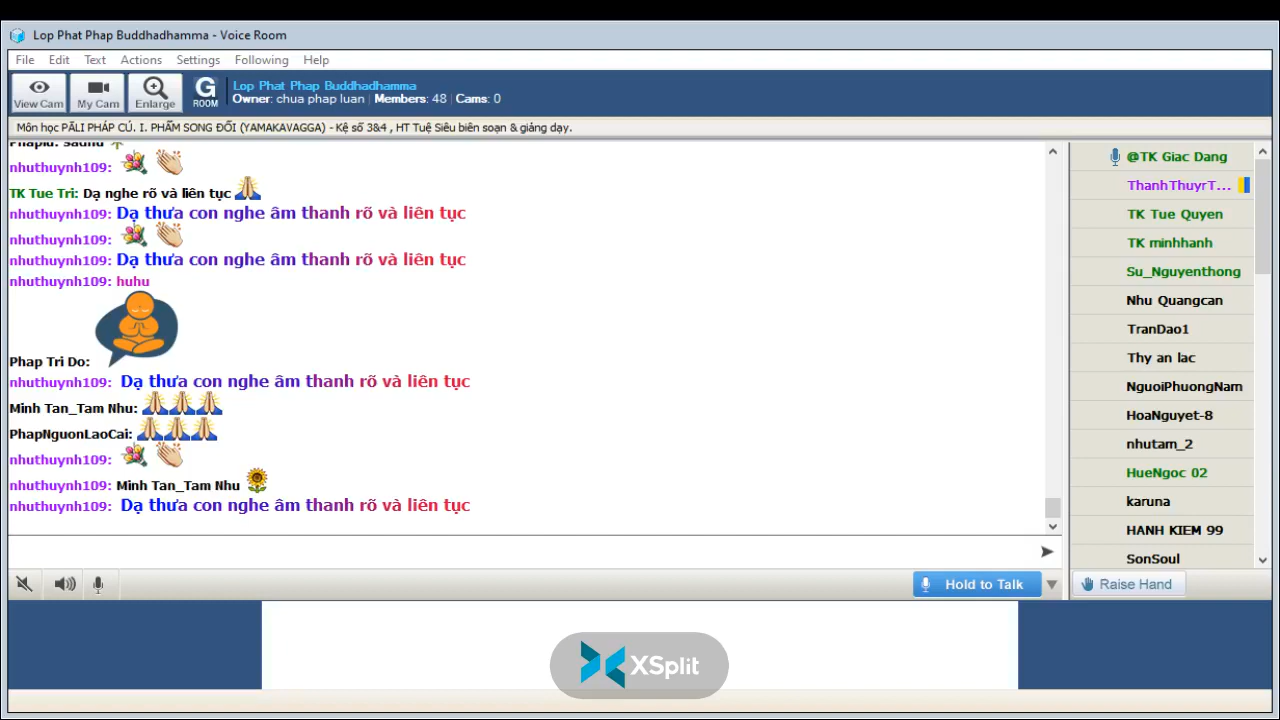 Lop Phat Phap Buddhadhamma - Voice Room
File Edit Text Actions Settings Following Help
View Cam My Cam Enlarge G ROOM
Lop Phat Phap Buddhadhamma
Owner: chua phap luan | Members: 48 | Cams: 0
Môn học PĀLI PHÁP CÚ. I. PHẨM SONG ĐỐI (YAMAKAVAGGA) - Kệ số 3&4 , HT Tuệ Siêu biên soạn & giảng dạy.
nhuthuynh109:
TK Tue Tri: Dạ nghe rõ và liên tục
nhuthuynh109: Dạ thưa con nghe âm thanh rõ và liên tục
nhuthuynh109:
nhuthuynh109: Dạ thưa con nghe âm thanh rõ và liên tục
nhuthuynh109: huhu
Phap Tri Do:
nhuthuynh109: Dạ thưa con nghe âm thanh rõ và liên tục
Minh Tan_Tam Nhu:
PhapNguonLaoCai:
nhuthuynh109:
nhuthuynh109: Minh Tan_Tam Nhu
nhuthuynh109: Dạ thưa con nghe âm thanh rõ và liên tục
@TK Giac Dang
ThanhThuyrT...
TK Tue Quyen
TK minhhanh
Su_Nguyenthong
Nhu Quangcan
TranDao1
Thy an lac
NguoiPhuongNam
HoaNguyet-8
nhutam_2
HueNgoc 02
karuna
HANH KIEM 99
SonSoul
Hold to Talk
Raise Hand
XSplit